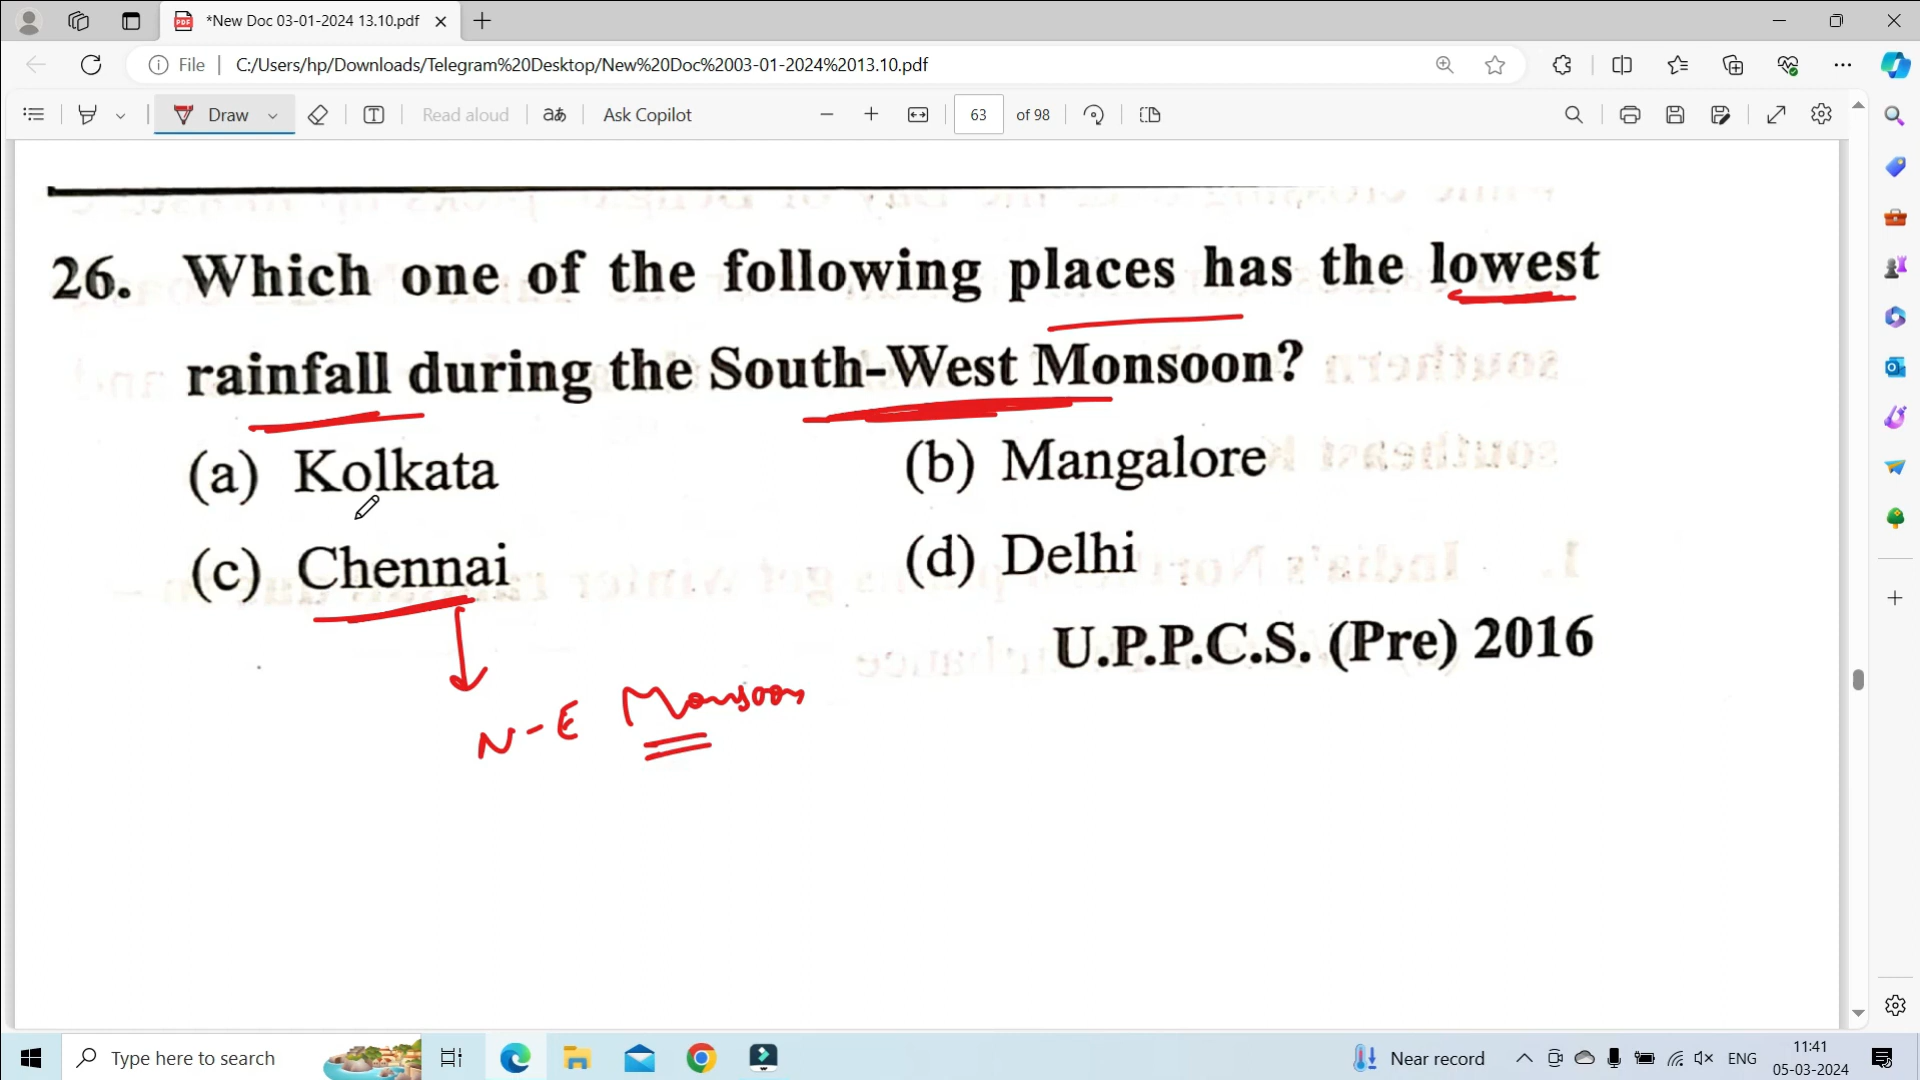 *New Doc 03-01-2024 13.10.pdf
File
C:/Users/hp/Downloads/Telegram%20Desktop/New%20Doc%2003-01-2024%2013.10.pdf
Draw
Read aloud
aあ
Ask Copilot
63 of 98
26. Which one of the following places has the lowest
rainfall during the South-West Monsoon?
(a) Kolkata (b) Mangalore
(c) Chennai (d) Delhi
U.P.P.C.S. (Pre) 2016
N-E Monsoon
Type here to search
Near record
ENG
11:41
05-03-2024